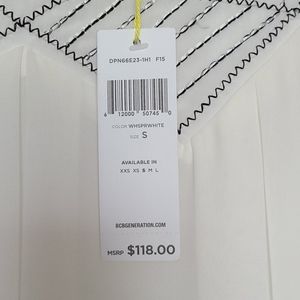 DPN66E23-1H1 F15
6 12000 50745 0
COLOR WHSPRWHITE
SIZE S
AVAILABLE IN
XXS XS S M L
BCBGENERATION.COM
MSRP $118.00